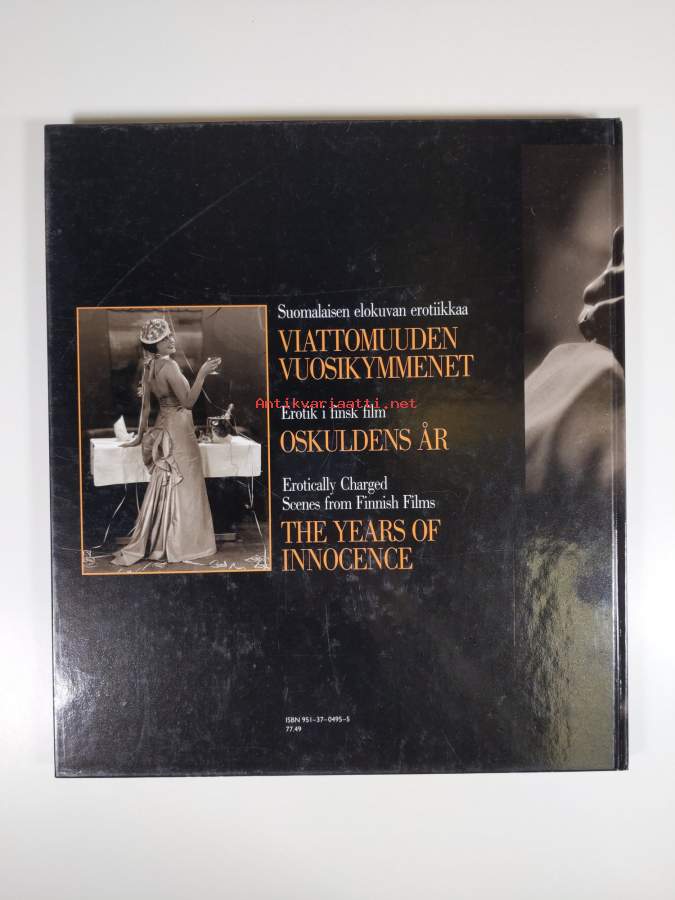 Suomalaisen elokuvan erotiikkaa
VIATTOMUUDEN
VUOSIKYMMENET
Antikvariaatti.net
Erotik i finsk film
OSKULDENS ÅR
Erotically Charged
Scenes from Finnish Films
THE YEARS OF
INNOCENCE
ISBN 951-37-0495-5
77.49